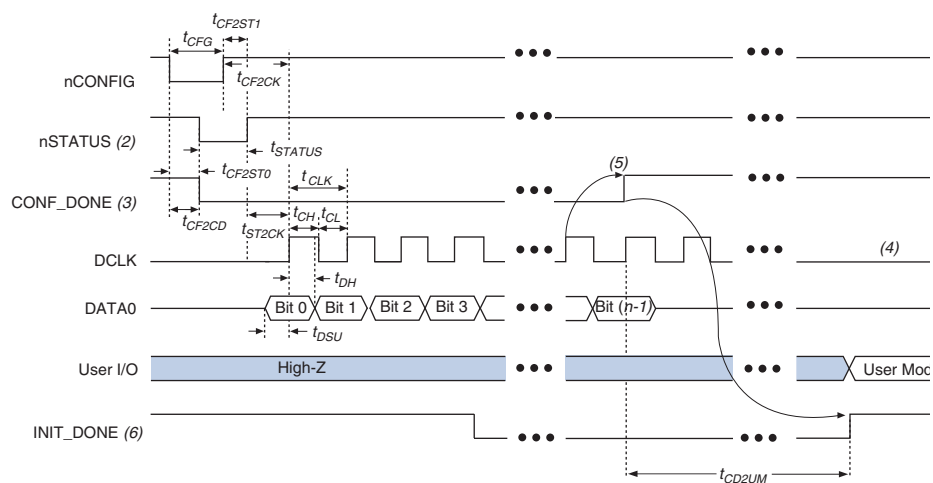 tCF2ST1
tCFG
tCF2CK
nCONFIG
nSTATUS (2)
tSTATUS
tCF2ST0
(5)
tCLK
CONF_DONE (3)
tCF2CD
tCH
tCL
tST2CK
DCLK
(4)
tDH
DATA0
Bit 0
Bit 1
Bit 2
Bit 3
Bit (n-1)
tDSU
User I/O
High-Z
User Mod
INIT_DONE (6)
tCD2UM